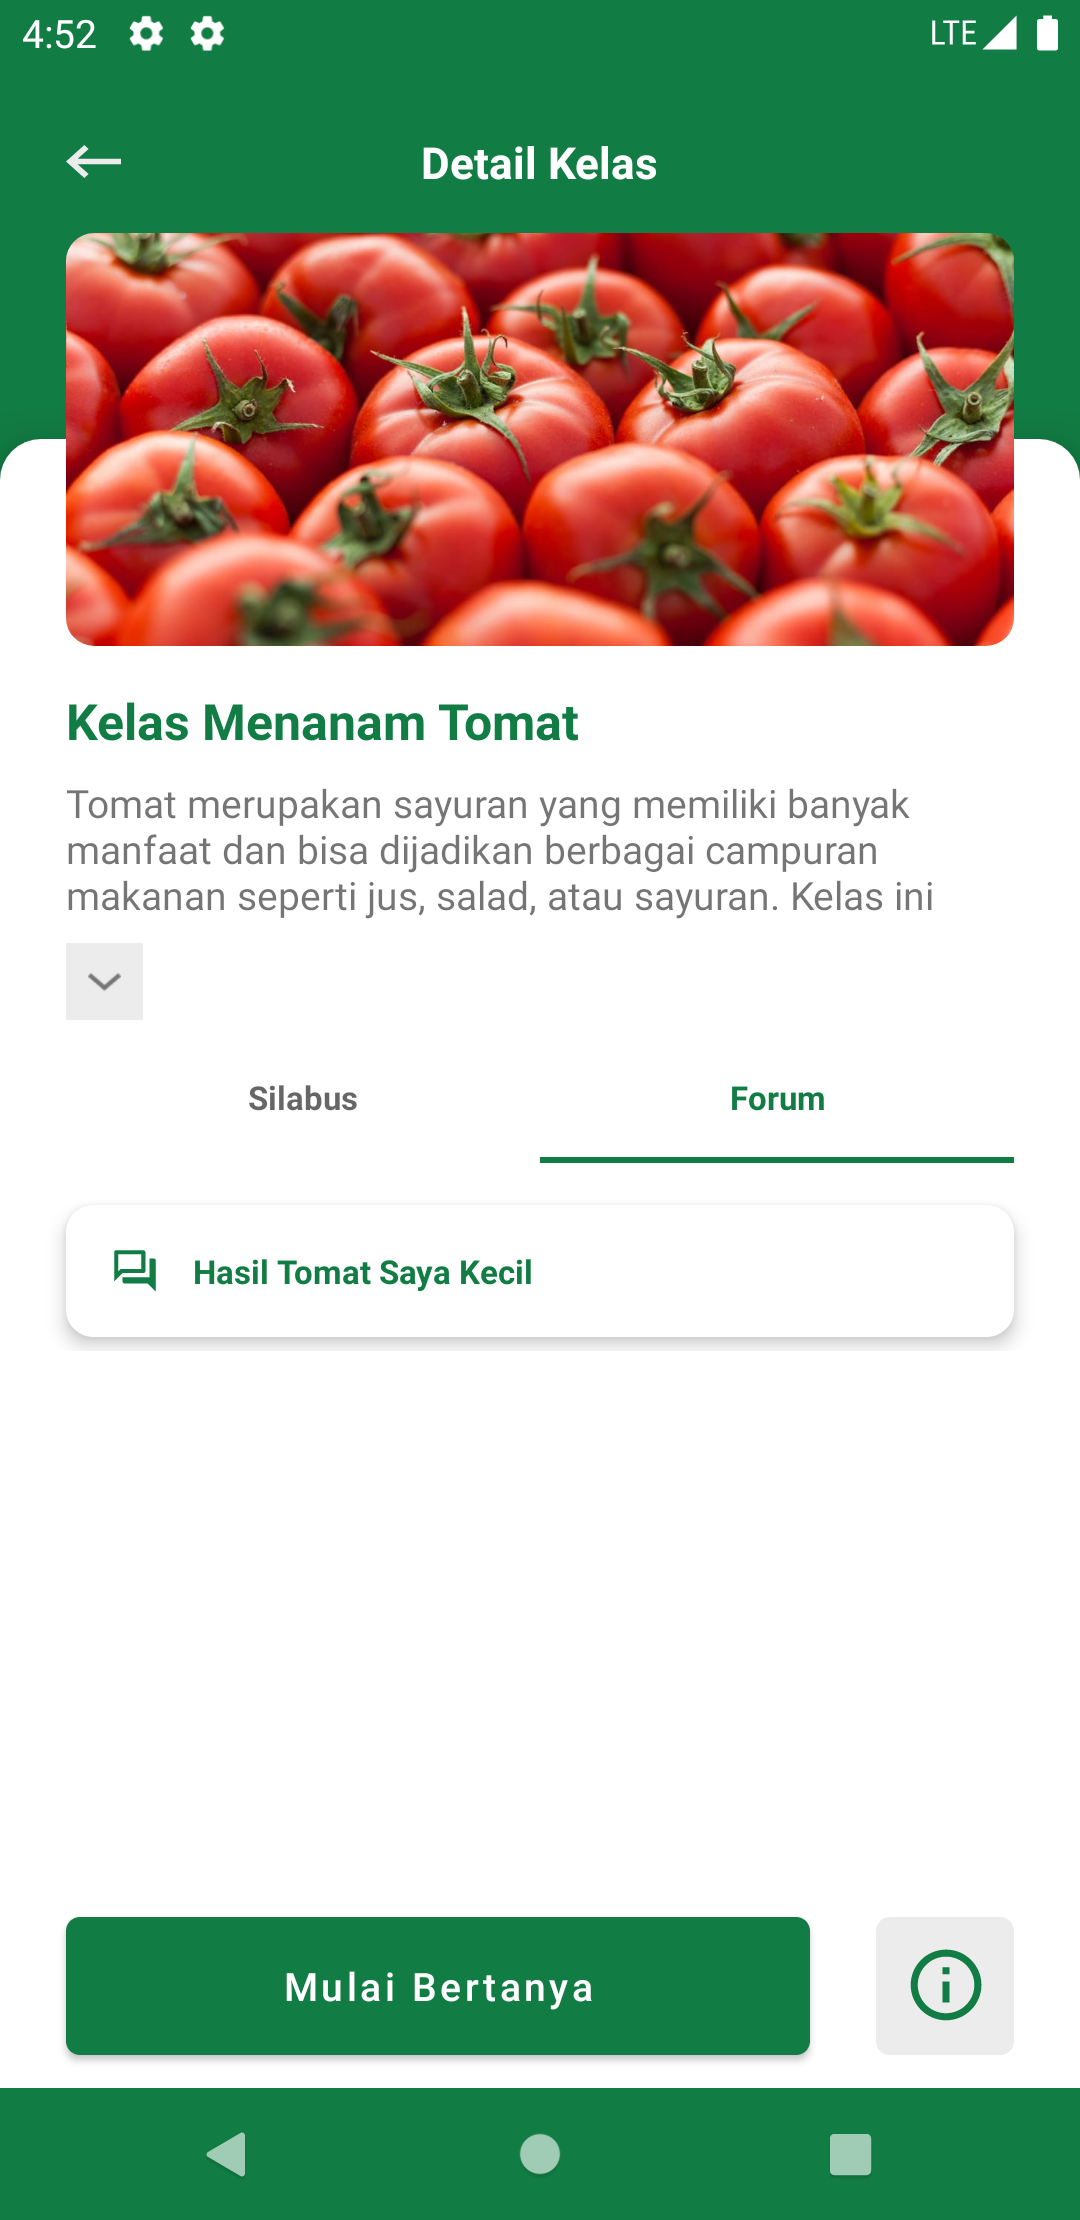 4:52
LTE
Detail Kelas
Kelas Menanam Tomat
Tomat merupakan sayuran yang memiliki banyak
manfaat dan bisa dijadikan berbagai campuran
makanan seperti jus, salad, atau sayuran. Kelas ini
Silabus
Forum
Hasil Tomat Saya Kecil
Mulai Bertanya